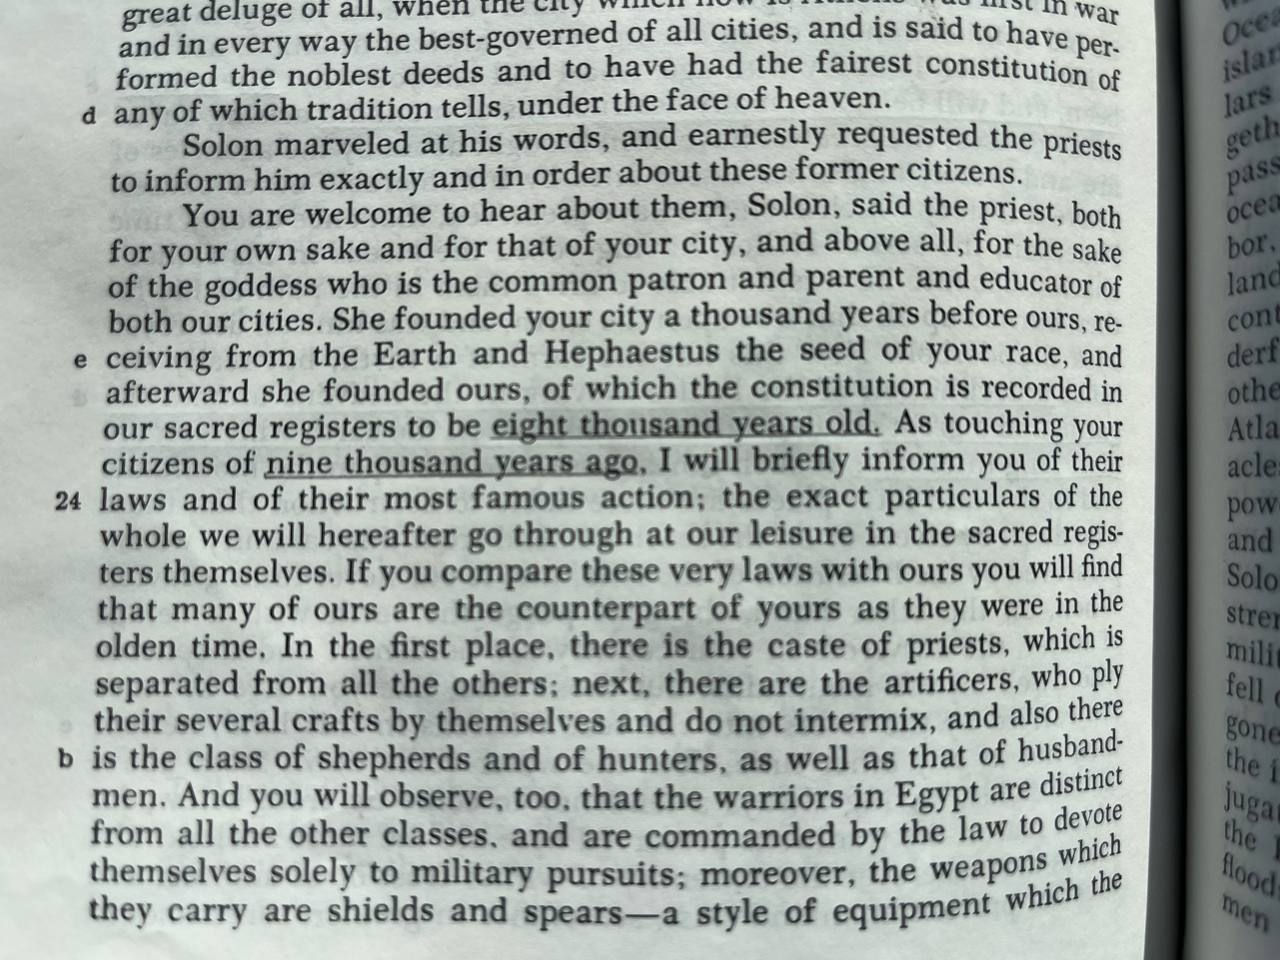 great deluge of all, when the city which now is Athens was first in war
and in every way the best-governed of all cities, and is said to have per-
formed the noblest deeds and to have had the fairest constitution of
d any of which tradition tells, under the face of heaven.
Solon marveled at his words, and earnestly requested the priests
to inform him exactly and in order about these former citizens.
You are welcome to hear about them, Solon, said the priest, both
for your own sake and for that of your city, and above all, for the sake
of the goddess who is the common patron and parent and educator of
both our cities. She founded your city a thousand years before ours, re-
e ceiving from the Earth and Hephaestus the seed of your race, and
afterward she founded ours, of which the constitution is recorded in
our sacred registers to be eight thousand years old. As touching your
citizens of nine thousand years ago, I will briefly inform you of their
24 laws and of their most famous action; the exact particulars of the
whole we will hereafter go through at our leisure in the sacred regis-
ters themselves. If you compare these very laws with ours you will find
that many of ours are the counterpart of yours as they were in the
olden time. In the first place, there is the caste of priests, which is
separated from all the others; next, there are the artificers, who ply
their several crafts by themselves and do not intermix, and also there
b is the class of shepherds and of hunters, as well as that of husband-
men. And you will observe, too, that the warriors in Egypt are distinct
from all the other classes, and are commanded by the law to devote
themselves solely to military pursuits; moreover, the weapons which
they carry are shields and spears—a style of equipment which the
lars
geth
pass
ocea
bor,
land
cont
derf
othe
Atla
acle
pow
and
Solo
stren
mili
fell
gone
the i
juga
the
flood
men